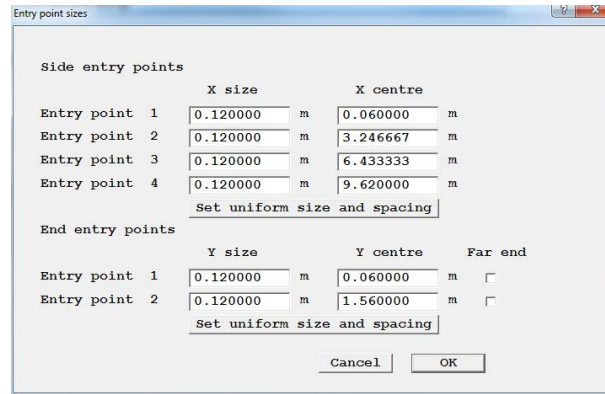 Entry point sizes
Side entry points
X size X centre
Entry point 1 0.120000 m 0.060000 m
Entry point 2 0.120000 m 3.246667 m
Entry point 3 0.120000 m 6.433333 m
Entry point 4 0.120000 m 9.620000 m
Set uniform size and spacing
End entry points
Y size Y centre Far end
Entry point 1 0.120000 m 0.060000 m
Entry point 2 0.120000 m 1.560000 m
Set uniform size and spacing
Cancel OK